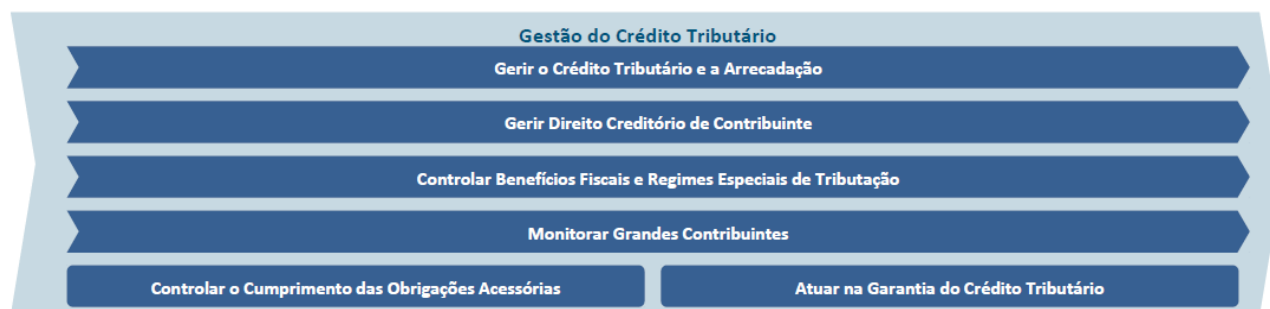 Gestão do Crédito Tributário
Gerir o Crédito Tributário e a Arrecadação
Gerir Direito Creditório de Contribuinte
Controlar Benefícios Fiscais e Regimes Especiais de Tributação
Monitorar Grandes Contribuintes
Controlar o Cumprimento das Obrigações Acessórias
Atuar na Garantia do Crédito Tributário